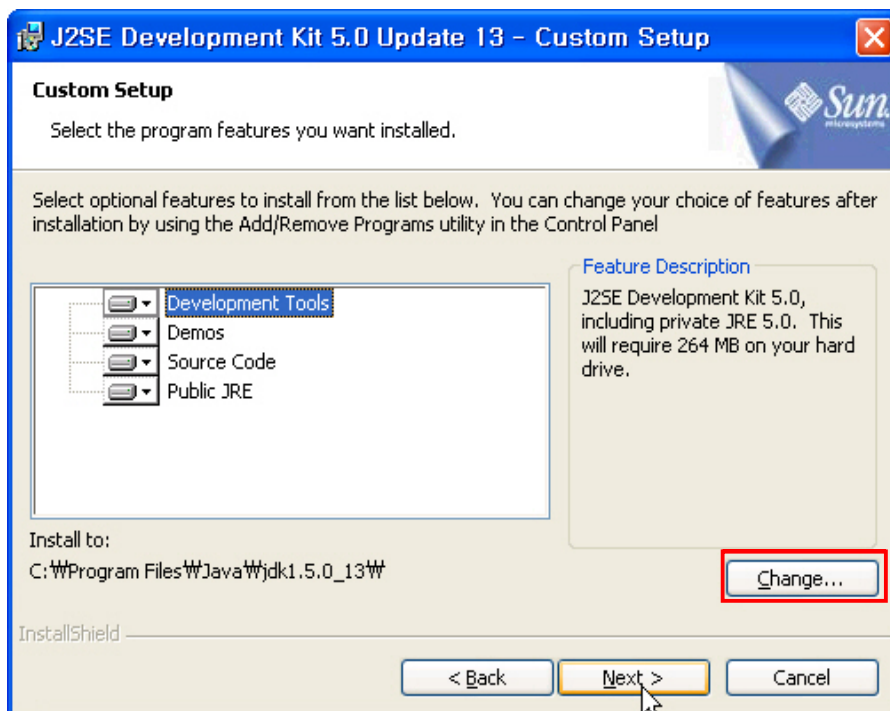 J2SE Development Kit 5.0 Update 13 - Custom Setup
Custom Setup
Select the program features you want installed.
Sun
microsystems
Select optional features to install from the list below. You can change your choice of features after
installation by using the Add/Remove Programs utility in the Control Panel
Development Tools
Demos
Source Code
Public JRE
Feature Description
J2SE Development Kit 5.0,
including private JRE 5.0. This
will require 264 MB on your hard
drive.
Install to:
C:₩Program Files₩Java₩jdk1.5.0_13₩
Change...
InstallShield
< Back
Next >
Cancel